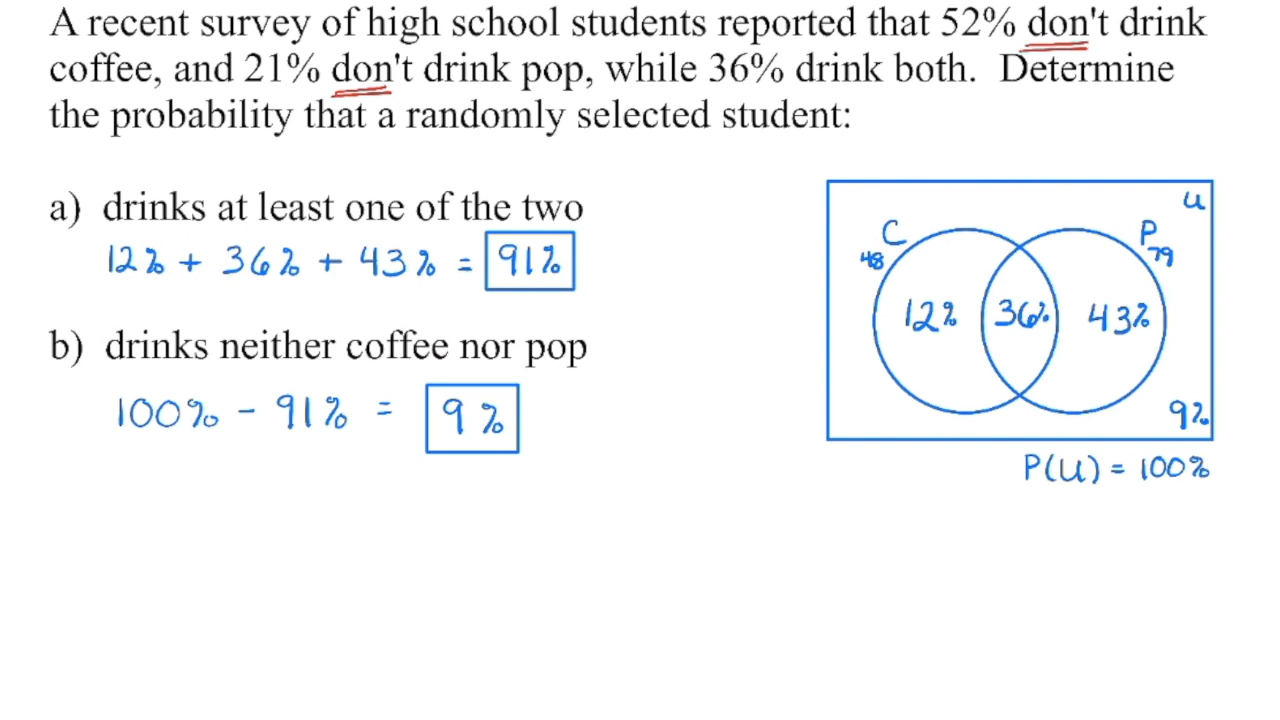 A recent survey of high school students reported that 52% don't drink
coffee, and 21% don't drink pop, while 36% drink both. Determine
the probability that a randomly selected student:
a) drinks at least one of the two
12% + 36% + 43% = 91%
b) drinks neither coffee nor pop
100% - 91% = 9%
U
C
48
P
79
12%
36%
43%
9%
P(U) = 100%